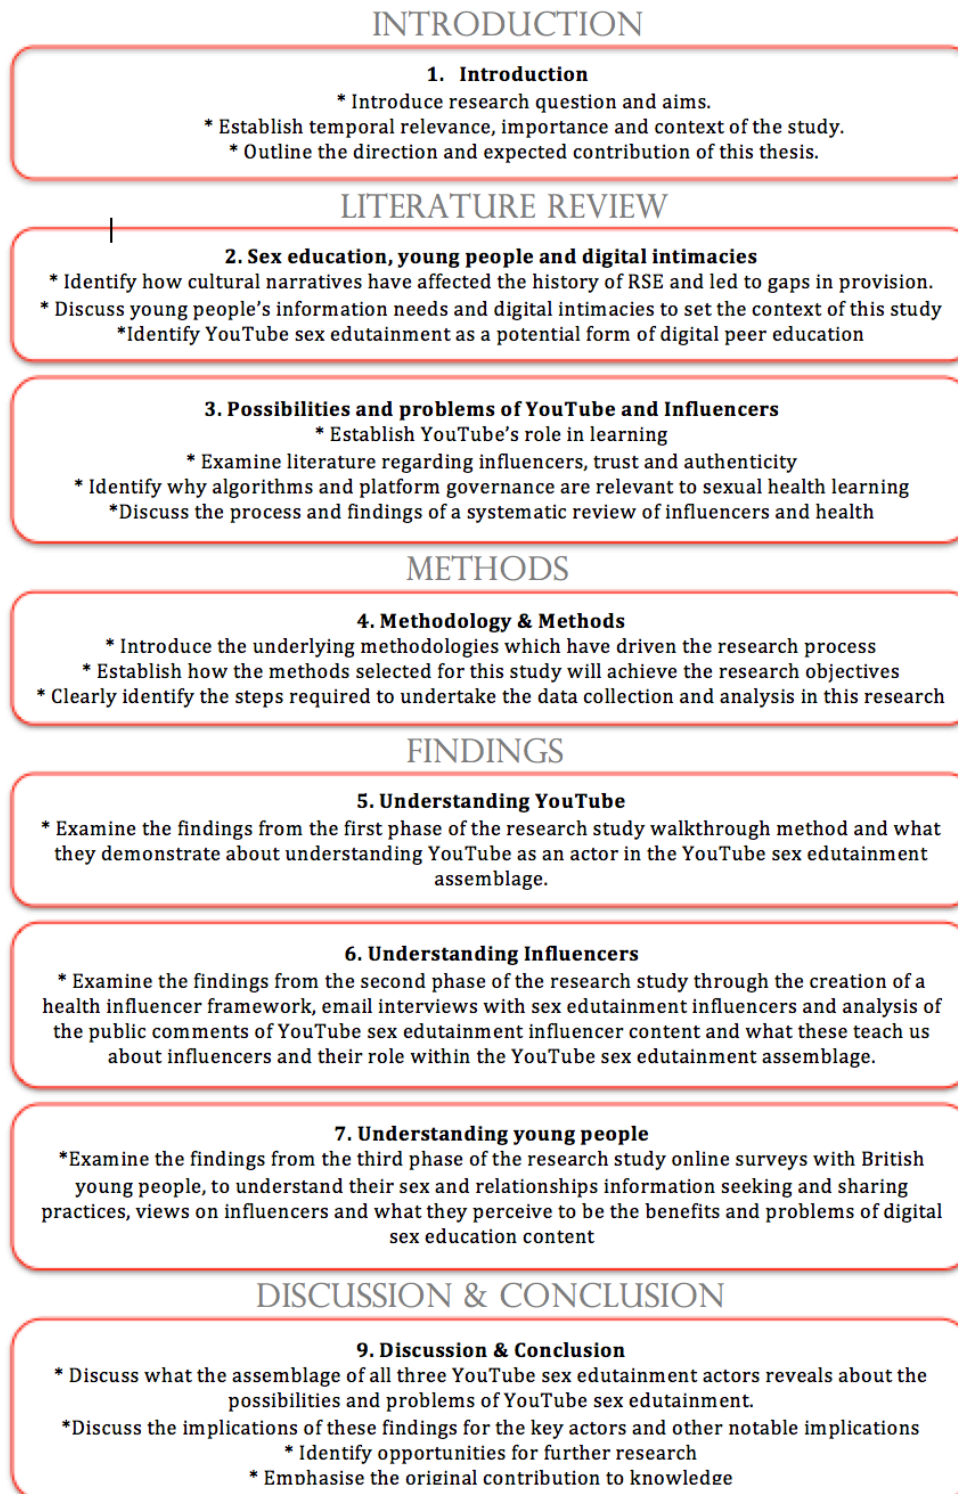 INTRODUCTION
1. Introduction
* Introduce research question and aims.
* Establish temporal relevance, importance and context of the study.
* Outline the direction and expected contribution of this thesis.
LITERATURE REVIEW
2. Sex education, young people and digital intimacies
* Identify how cultural narratives have affected the history of RSE and led to gaps in provision.
* Discuss young people's information needs and digital intimacies to set the context of this study
*Identify YouTube sex edutainment as a potential form of digital peer education
3. Possibilities and problems of YouTube and Influencers
* Establish YouTube's role in learning
* Examine literature regarding influencers, trust and authenticity
* Identify why algorithms and platform governance are relevant to sexual health learning
*Discuss the process and findings of a systematic review of influencers and health
METHODS
4. Methodology & Methods
* Introduce the underlying methodologies which have driven the research process
* Establish how the methods selected for this study will achieve the research objectives
* Clearly identify the steps required to undertake the data collection and analysis in this research
FINDINGS
5. Understanding YouTube
* Examine the findings from the first phase of the research study walkthrough method and what
they demonstrate about understanding YouTube as an actor in the YouTube sex edutainment
assemblage.
6. Understanding Influencers
* Examine the findings from the second phase of the research study through the creation of a
health influencer framework, email interviews with sex edutainment influencers and analysis of
the public comments of YouTube sex edutainment influencer content and what these teach us
about influencers and their role within the YouTube sex edutainment assemblage.
7. Understanding young people
*Examine the findings from the third phase of the research study online surveys with British
young people, to understand their sex and relationships information seeking and sharing
practices, views on influencers and what they perceive to be the benefits and problems of digital
sex education content
DISCUSSION & CONCLUSION
9. Discussion & Conclusion
* Discuss what the assemblage of all three YouTube sex edutainment actors reveals about the
possibilities and problems of YouTube sex edutainment.
*Discuss the implications of these findings for the key actors and other notable implications
* Identify opportunities for further research
* Emphasise the original contribution to knowledge